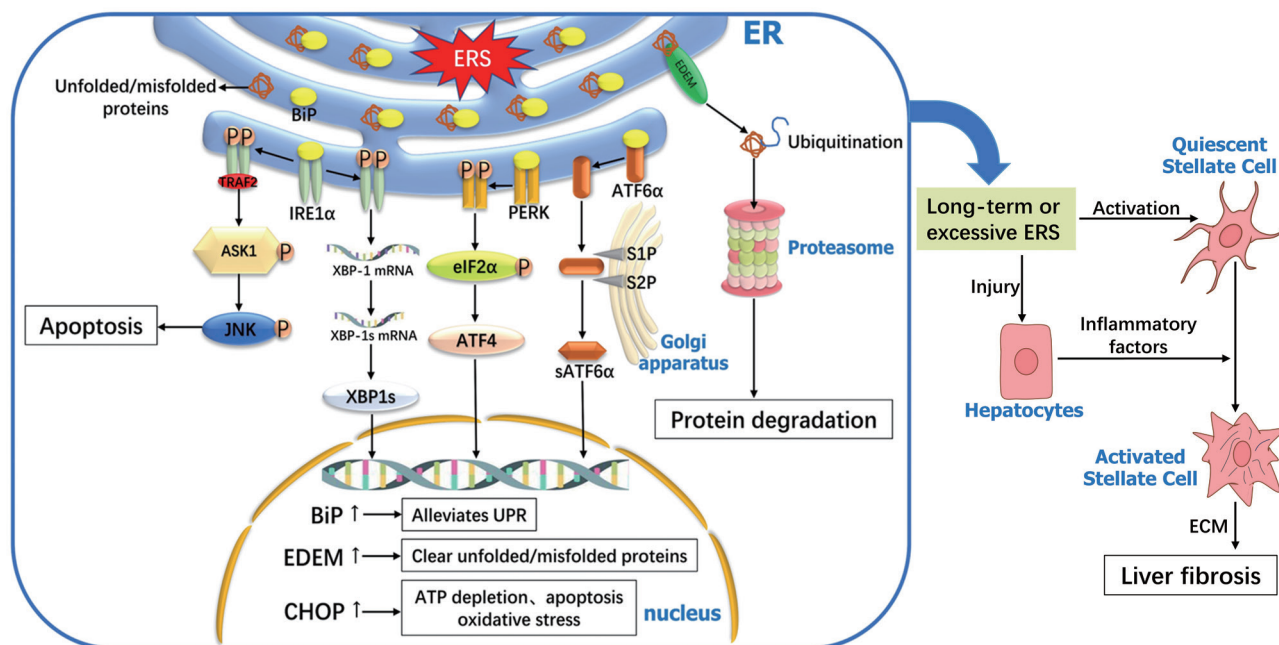 ER
ERS
EDEM
Unfolded/misfolded
proteins
BiP
Ubiquitination
P P
TRAF2
IRE1α
P P
P P
PERK
ATF6α
ASK1
P
XBP-1 mRNA
eIF2α
P
S1P
S2P
Proteasome
Apoptosis
JNK
P
XBP-1s mRNA
ATF4
sATF6α
Golgi
apparatus
XBP1s
Protein degradation
BiP ↑
Alleviates UPR
EDEM ↑
Clear unfolded/misfolded proteins
CHOP ↑
ATP depletion、apoptosis
oxidative stress
nucleus
Long-term or
excessive ERS
Activation
Quiescent
Stellate Cell
Injury
Inflammatory
factors
Hepatocytes
Activated
Stellate Cell
ECM
Liver fibrosis